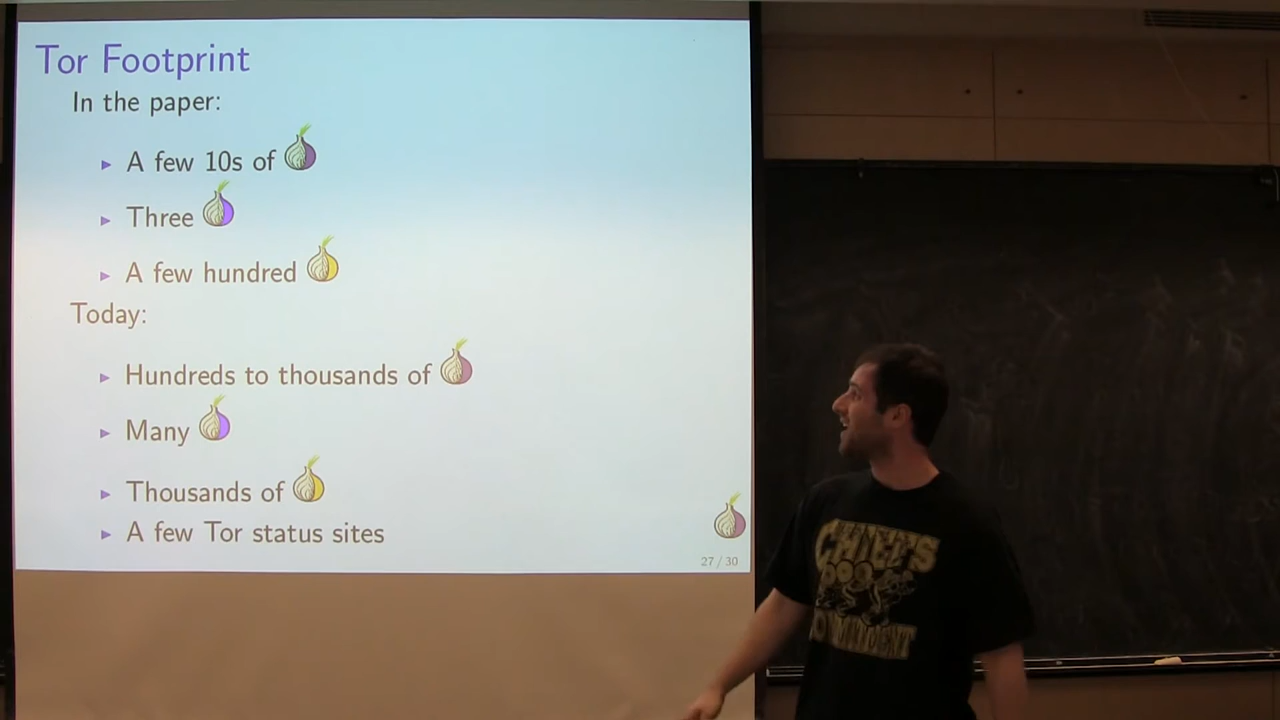 Tor Footprint
In the paper:
A few 10s of
Three
A few hundred
Today:
Hundreds to thousands of
Many
Thousands of
A few Tor status sites
27 / 30
CHIEF'S